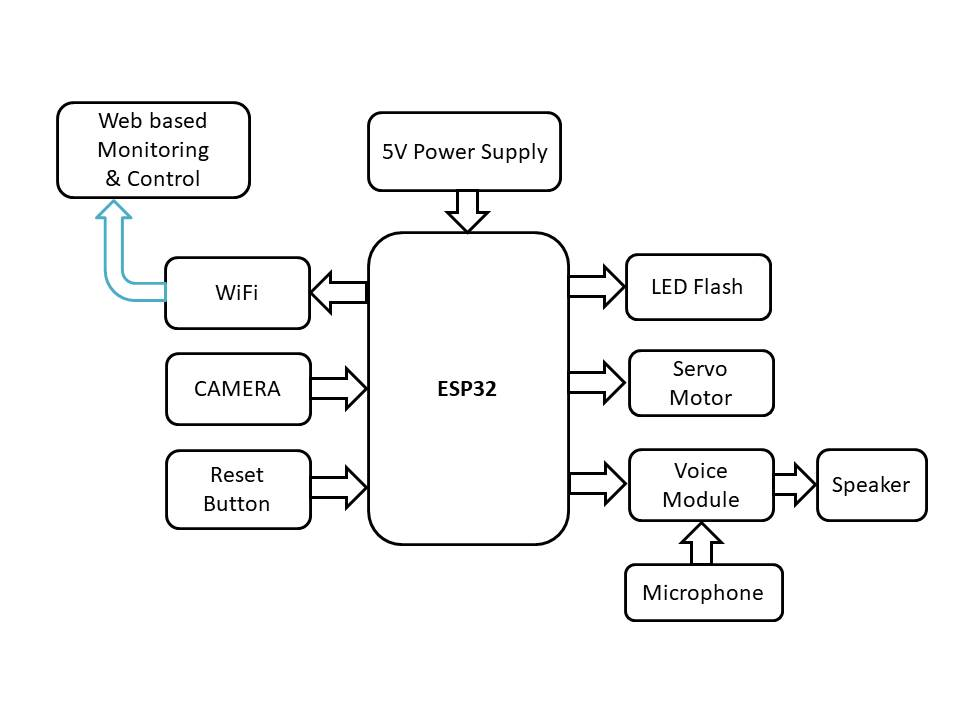 Web based
Monitoring
& Control
5V Power Supply
WiFi
LED Flash
CAMERA
ESP32
Servo
Motor
Reset
Button
Voice
Module
Speaker
Microphone